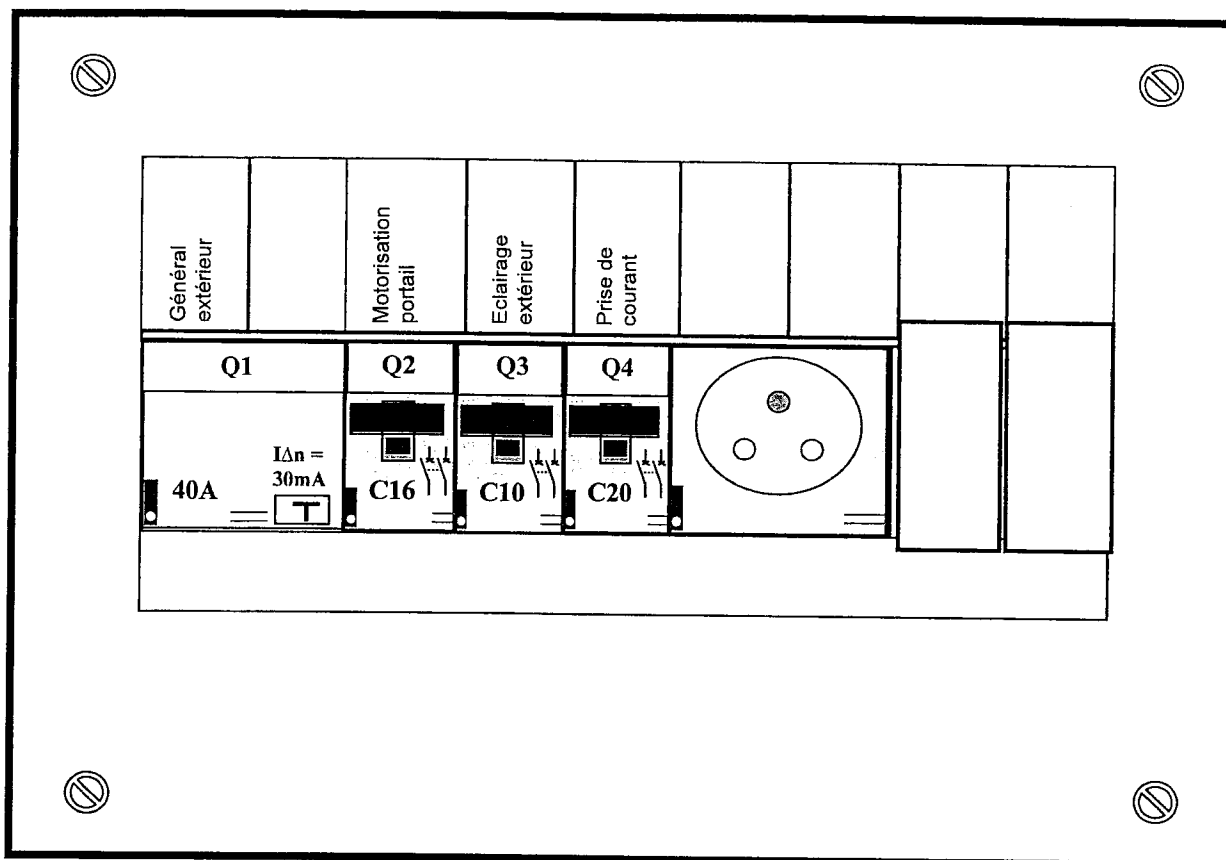 Général
extérieur
Motorisation
portail
Eclairage
extérieur
Prise de
courant
Q1
Q2
Q3
Q4
40A
IΔn =
30mA
T
C16
C10
C20